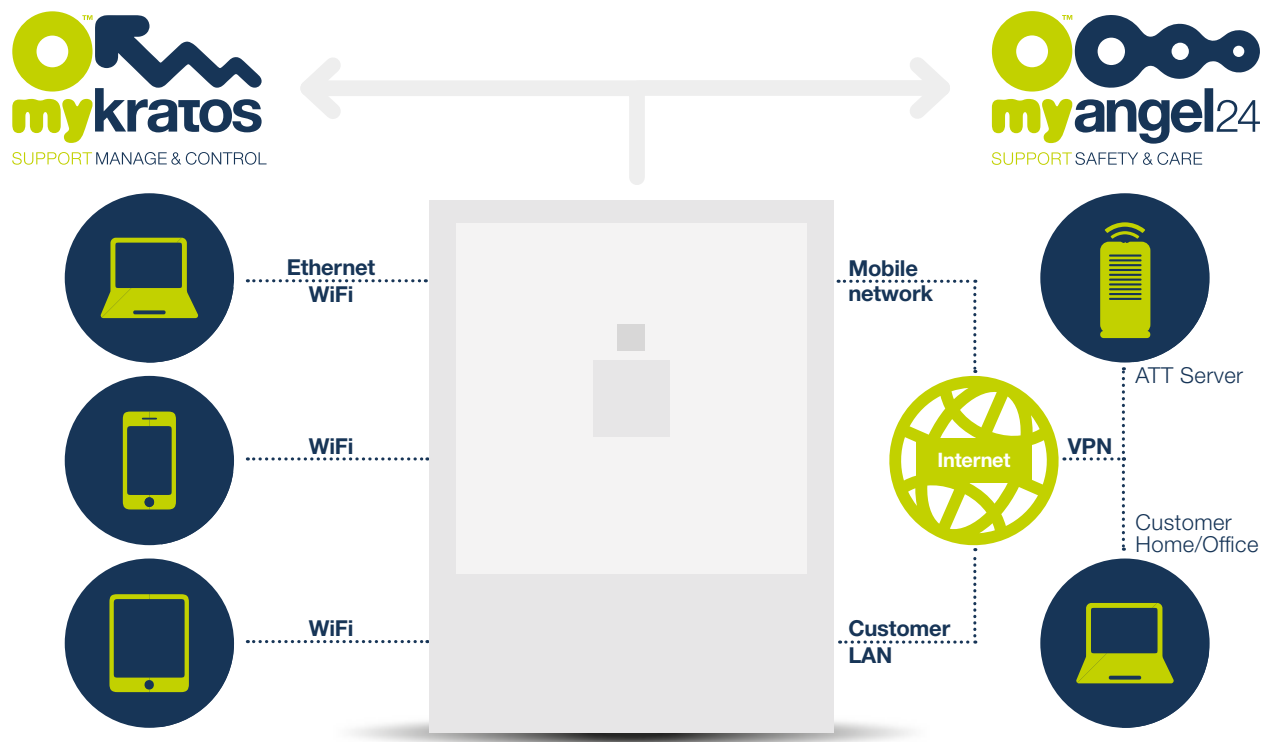 ™
mykratos
SUPPORT MANAGE & CONTROL
™
myangel24
SUPPORT SAFETY & CARE
Ethernet
WiFi
WiFi
WiFi
Mobile
network
Internet
VPN
Customer
LAN
ATT Server
Customer
Home/Office